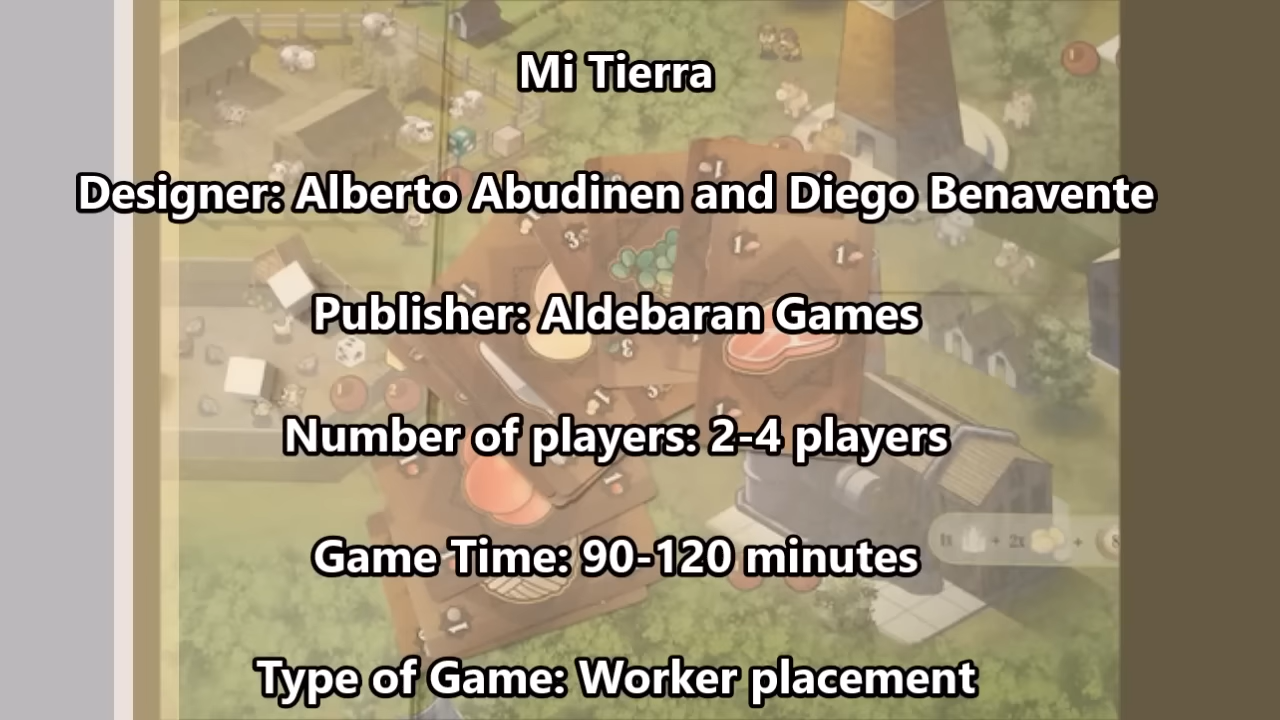 Mi Tierra
Designer: Alberto Abudinen and Diego Benavente
Publisher: Aldebaran Games
Number of players: 2-4 players
Game Time: 90-120 minutes
Type of Game: Worker placement